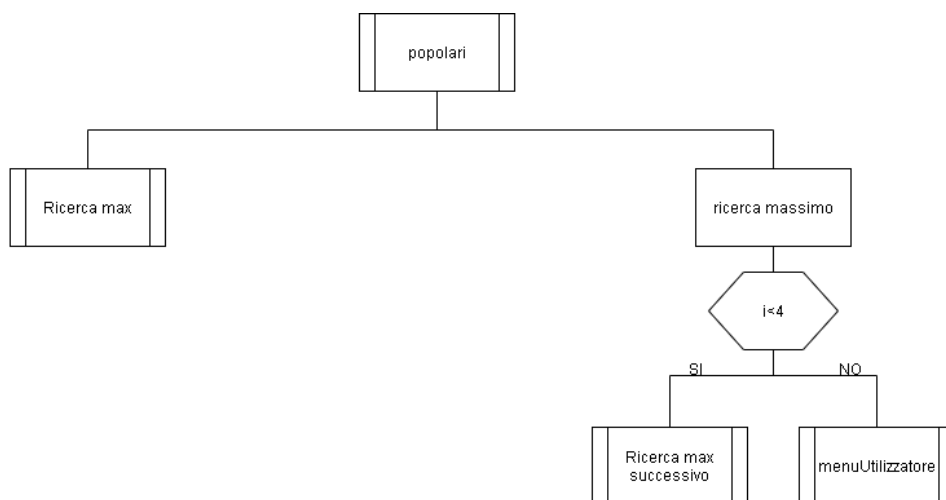 popolari
Ricerca max
ricerca massimo
i<4
SI
NO
Ricerca max
successivo
menuUtilizzatore